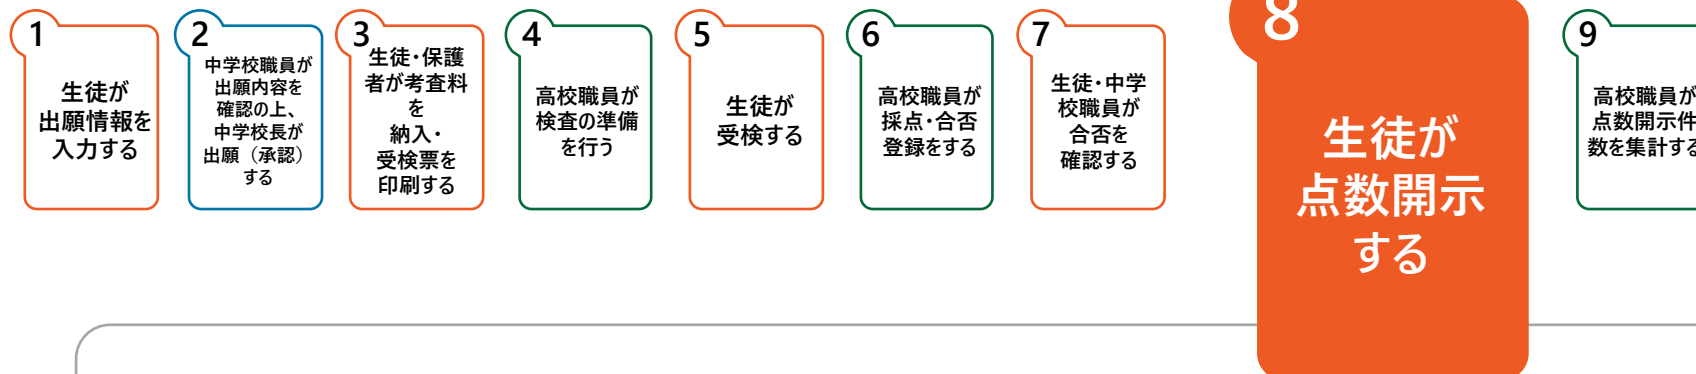 1
生徒が
出願情報を
入力する
2
中学校職員が
出願内容を
確認の上、
中学校長が
出願（承認）
する
3
生徒・保護
者が考査料
を
納入・
受検票を
印刷する
4
高校職員が
検査の準備
を行う
5
生徒が
受検する
6
高校職員が
採点・合否
登録をする
7
生徒・中学
校職員が
合否を
確認する
8
生徒が
点数開示
する
9
高校職員が
点数開示件
数を集計する